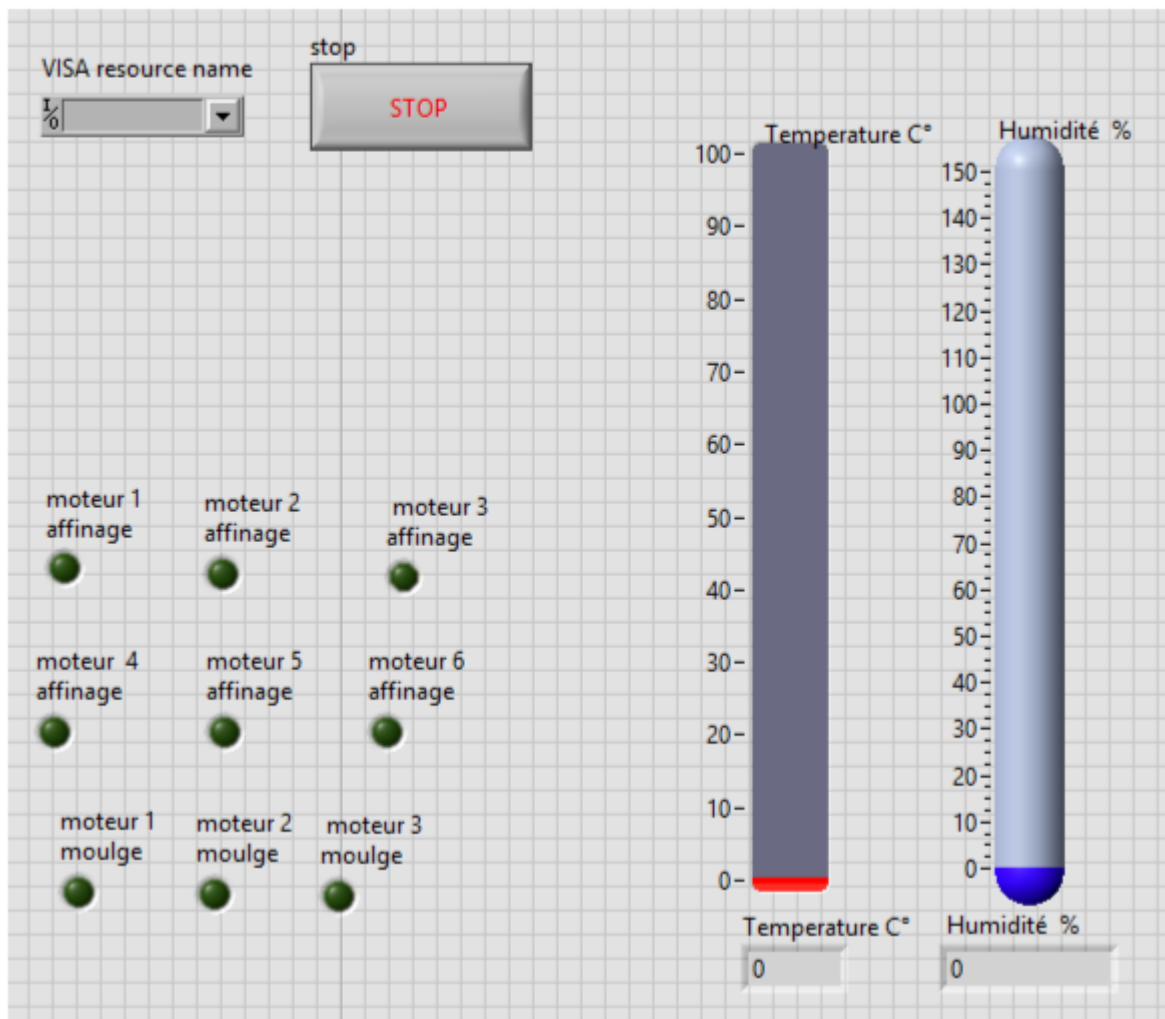 stop
VISA resource name
STOP
Temperature C°
Humidité %
100
90
80
70
60
50
40
30
20
10
0
150
140
130
120
110
100
90
80
70
60
50
40
30
20
10
0
moteur 1
affinage
moteur 2
affinage
moteur 3
affinage
moteur 4
affinage
moteur 5
affinage
moteur 6
affinage
moteur 1
moulge
moteur 2
moulge
moteur 3
moulge
Temperature C°
0
Humidité %
0